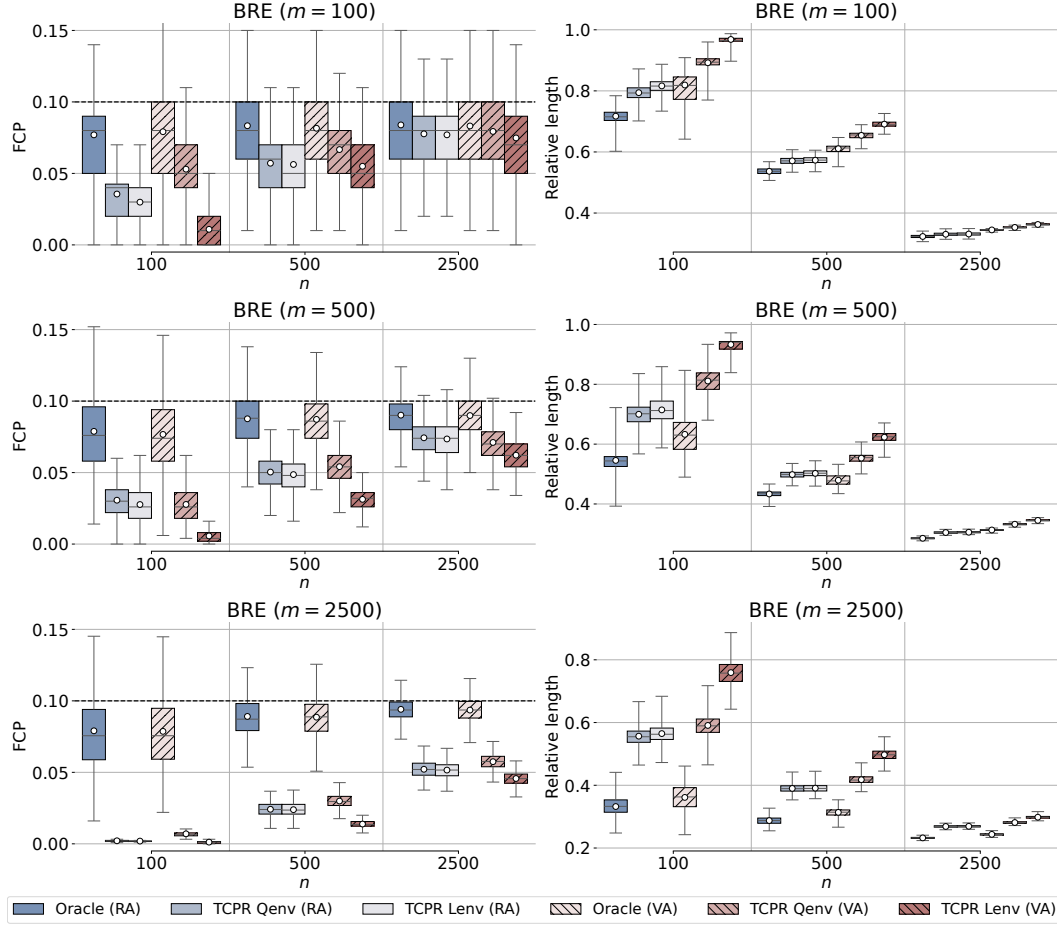 BRE (m = 100)
0.15
0.10
0.05
0.00
FCP
100
500
2500
n
BRE (m = 100)
1.0
0.8
0.6
0.4
Relative length
100
500
2500
n
BRE (m = 500)
0.15
0.10
0.05
0.00
FCP
100
500
2500
n
BRE (m = 500)
1.0
0.8
0.6
0.4
Relative length
100
500
2500
n
BRE (m = 2500)
0.15
0.10
0.05
0.00
FCP
100
500
2500
n
BRE (m = 2500)
0.8
0.6
0.4
0.2
Relative length
100
500
2500
n
Oracle (RA)
TCPR Qenv (RA)
TCPR Lenv (RA)
Oracle (VA)
TCPR Qenv (VA)
TCPR Lenv (VA)